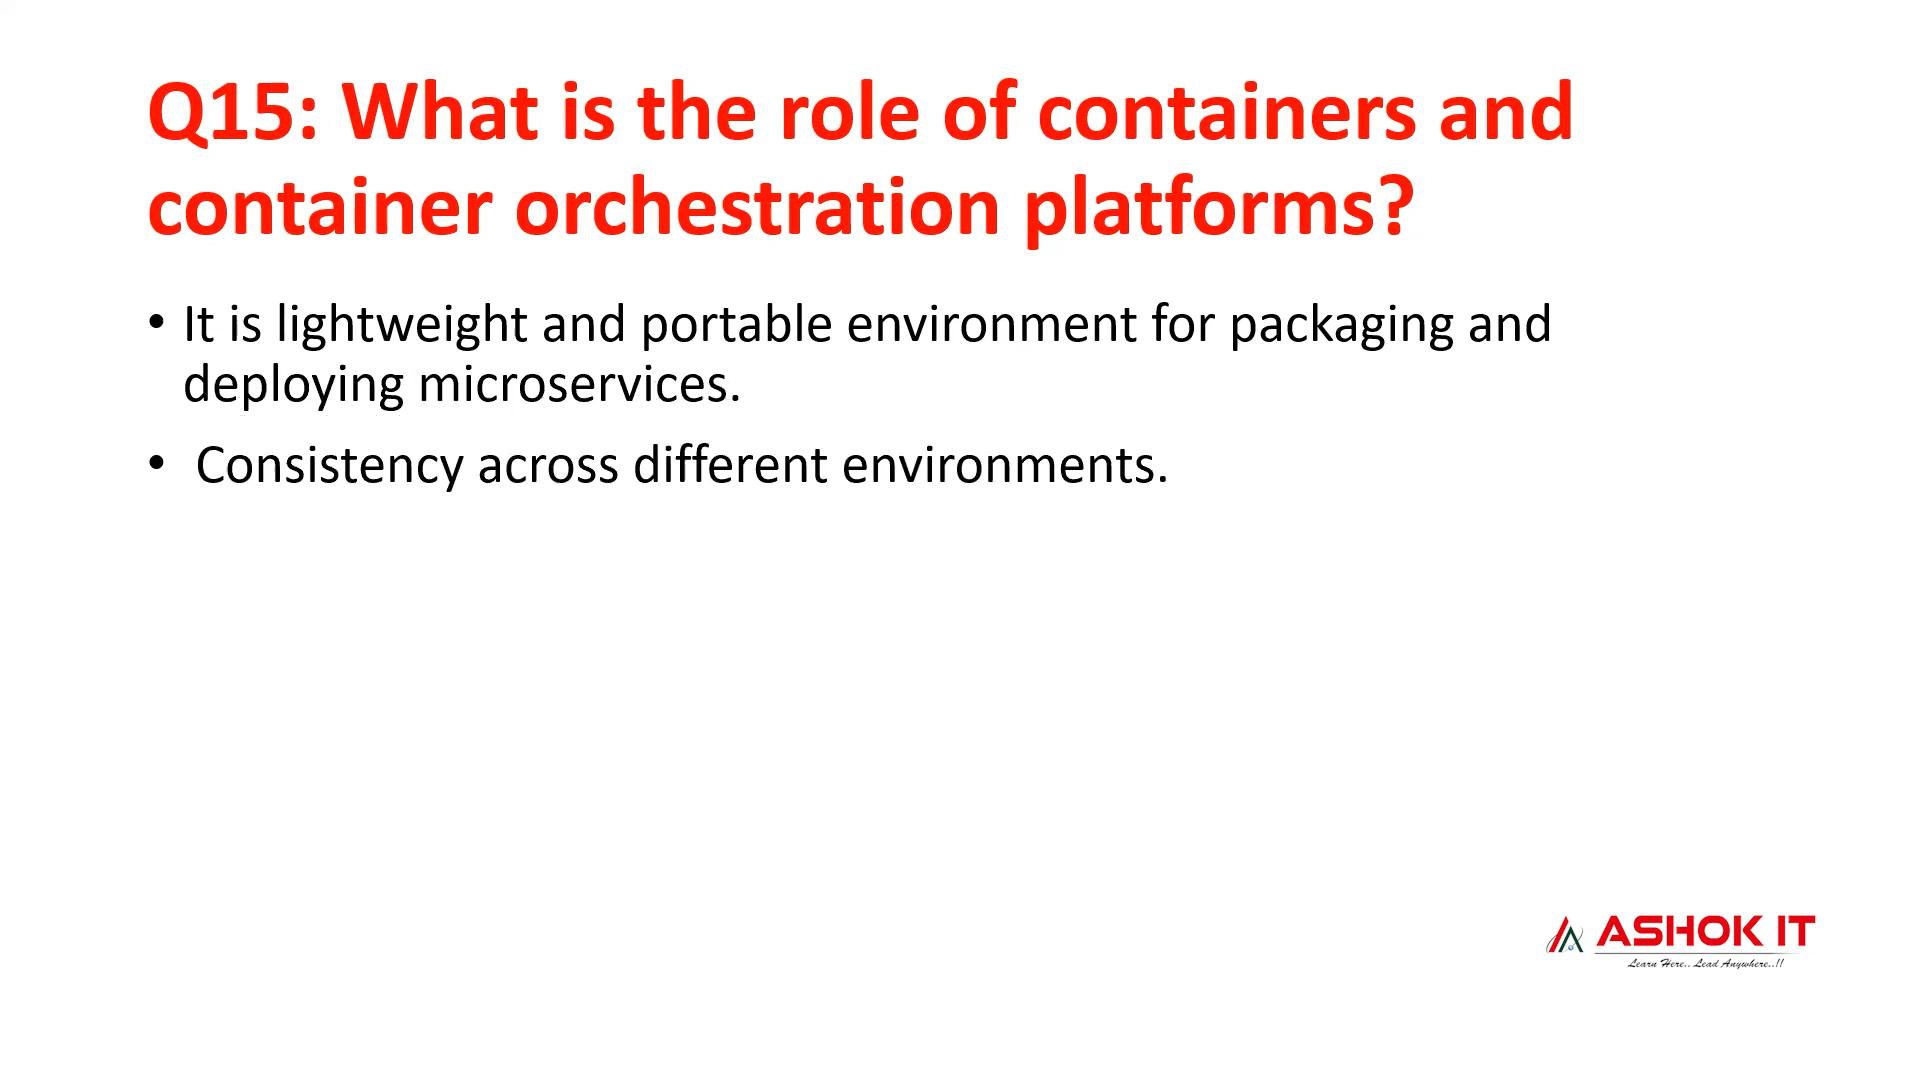 Q15: What is the role of containers and
container orchestration platforms?
• It is lightweight and portable environment for packaging and
deploying microservices.
• Consistency across different environments.
ASHOK IT
Learn Here.. Lead Anywhere..!!